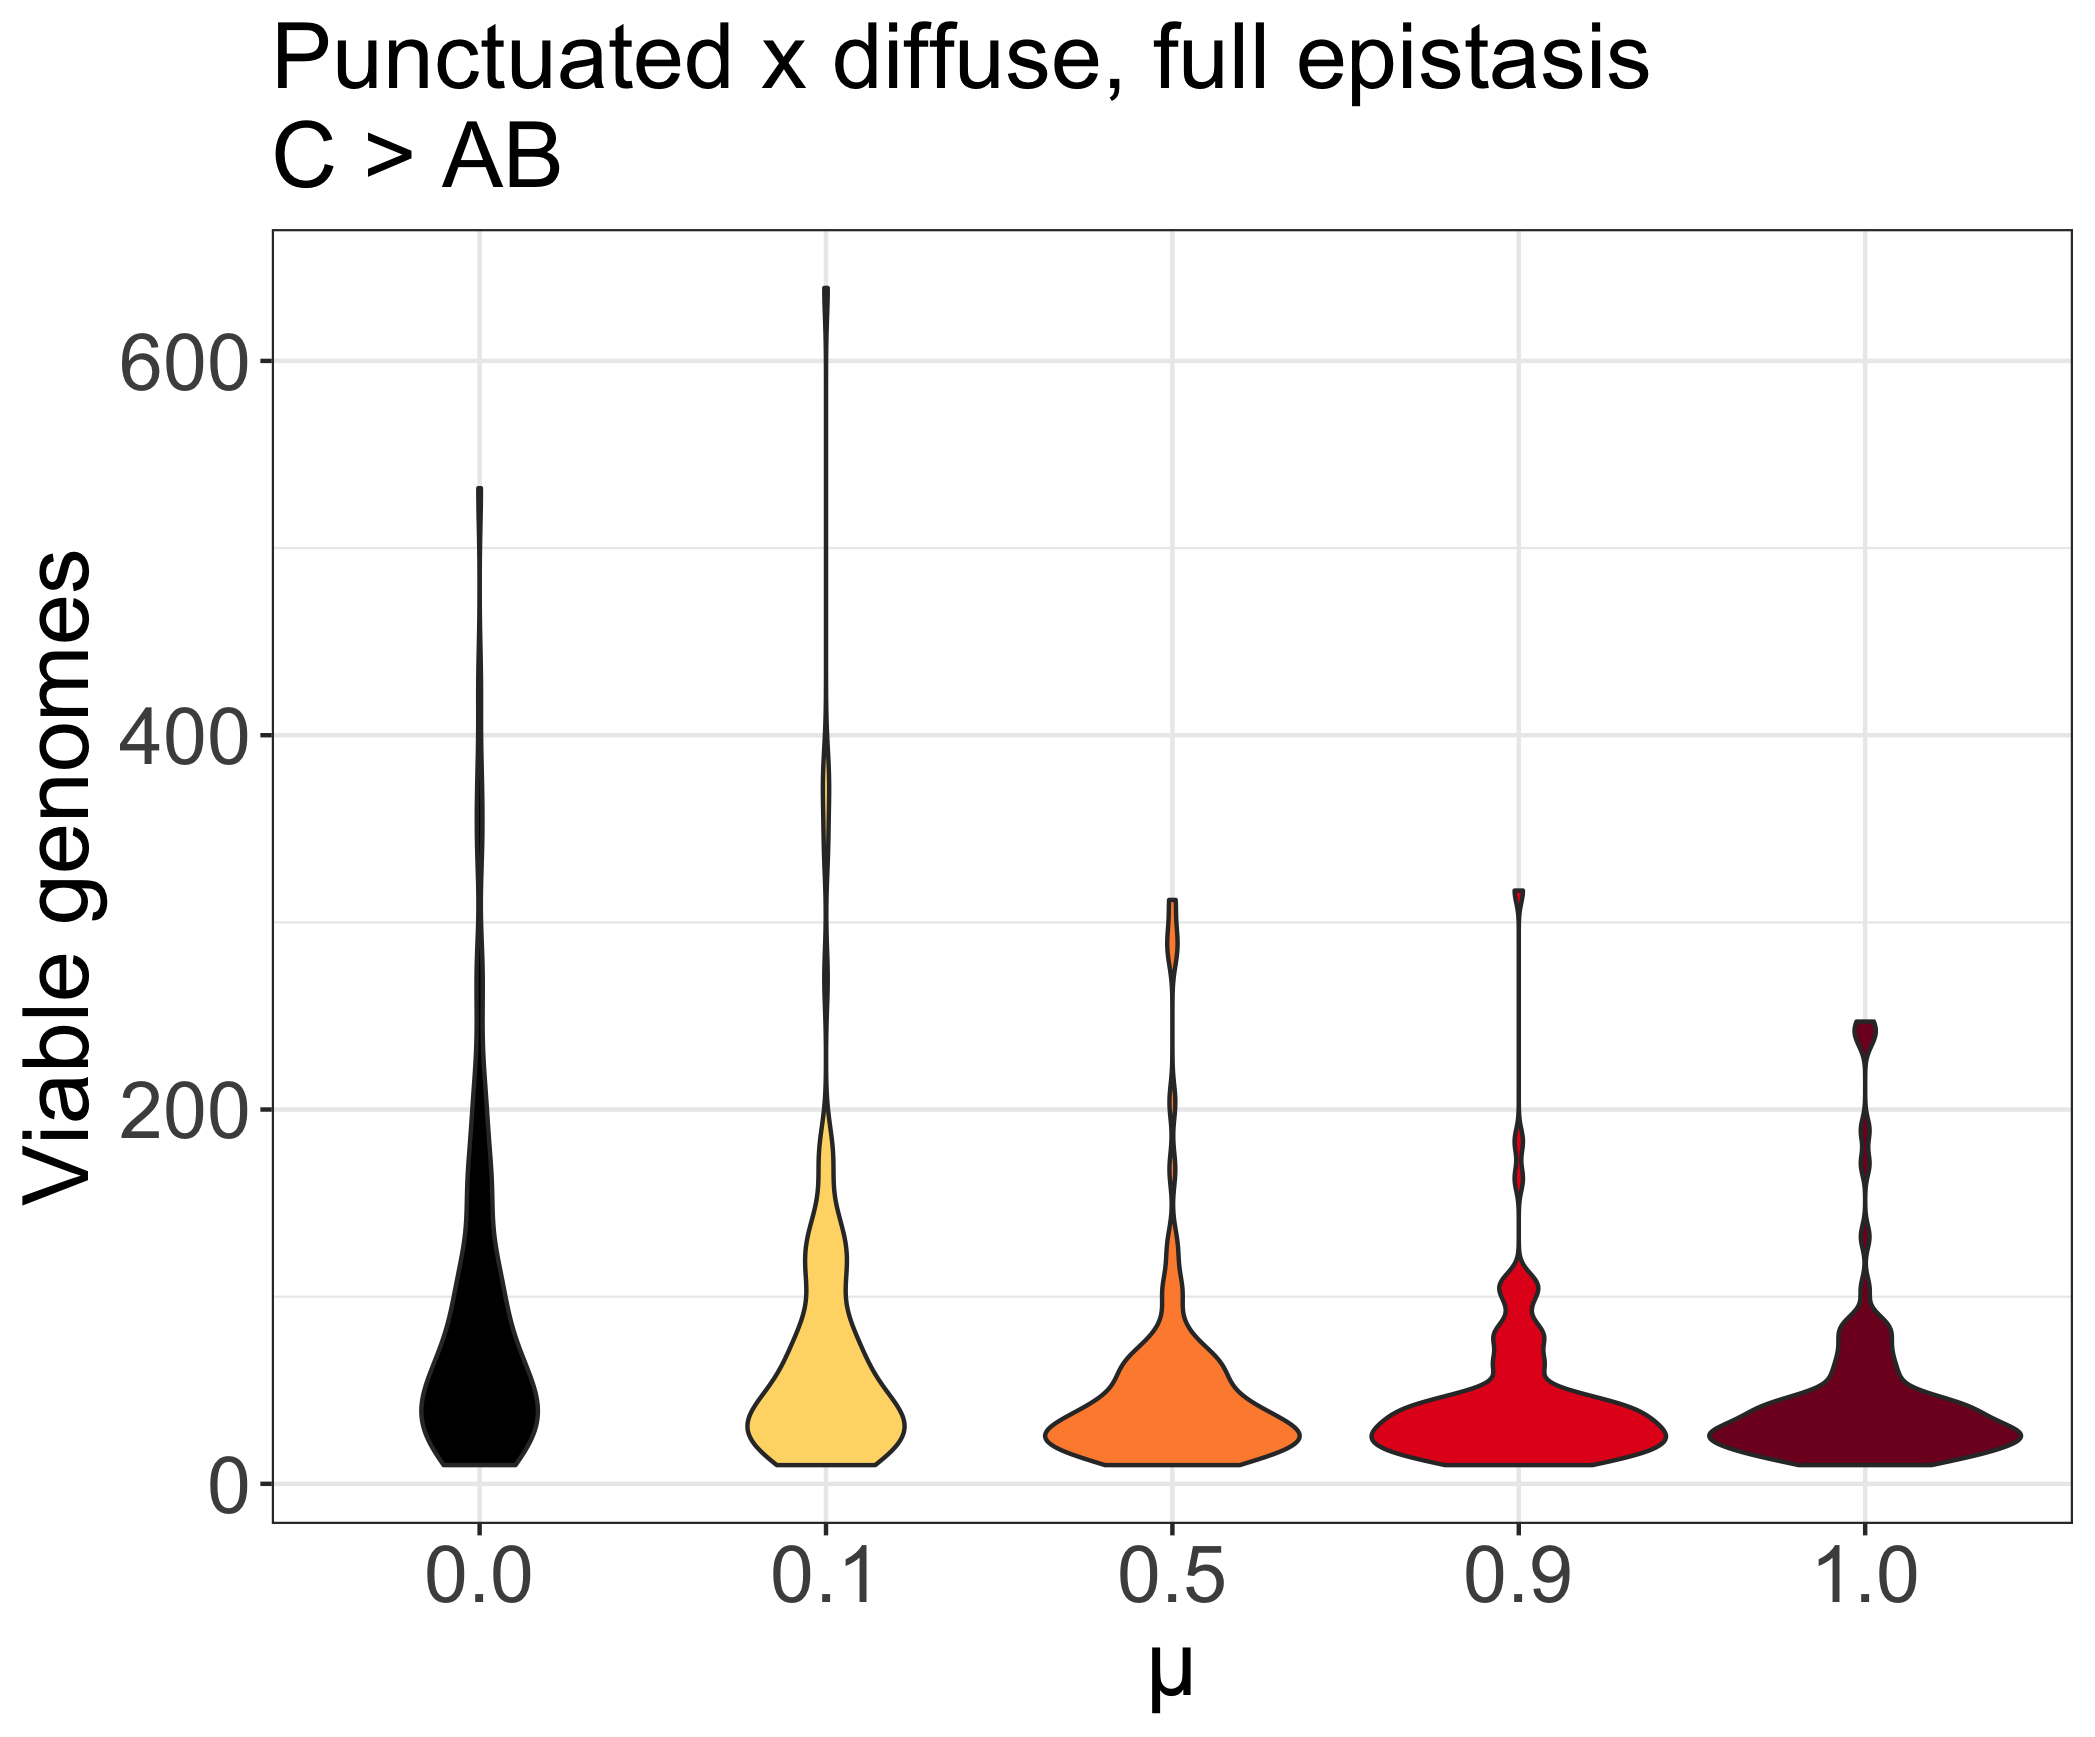 Punctuated x diffuse, full epistasis
C > AB
Viable genomes
600
400
200
0
0.0 0.1 0.5 0.9 1.0
µ